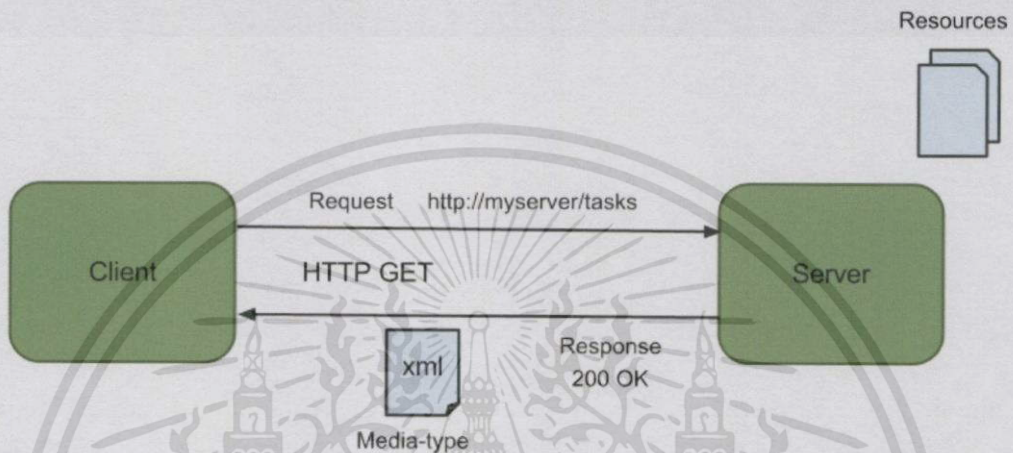 Resources
Request http://myserver/tasks
Client
HTTP GET
Server
xml
Response
200 OK
Media-type